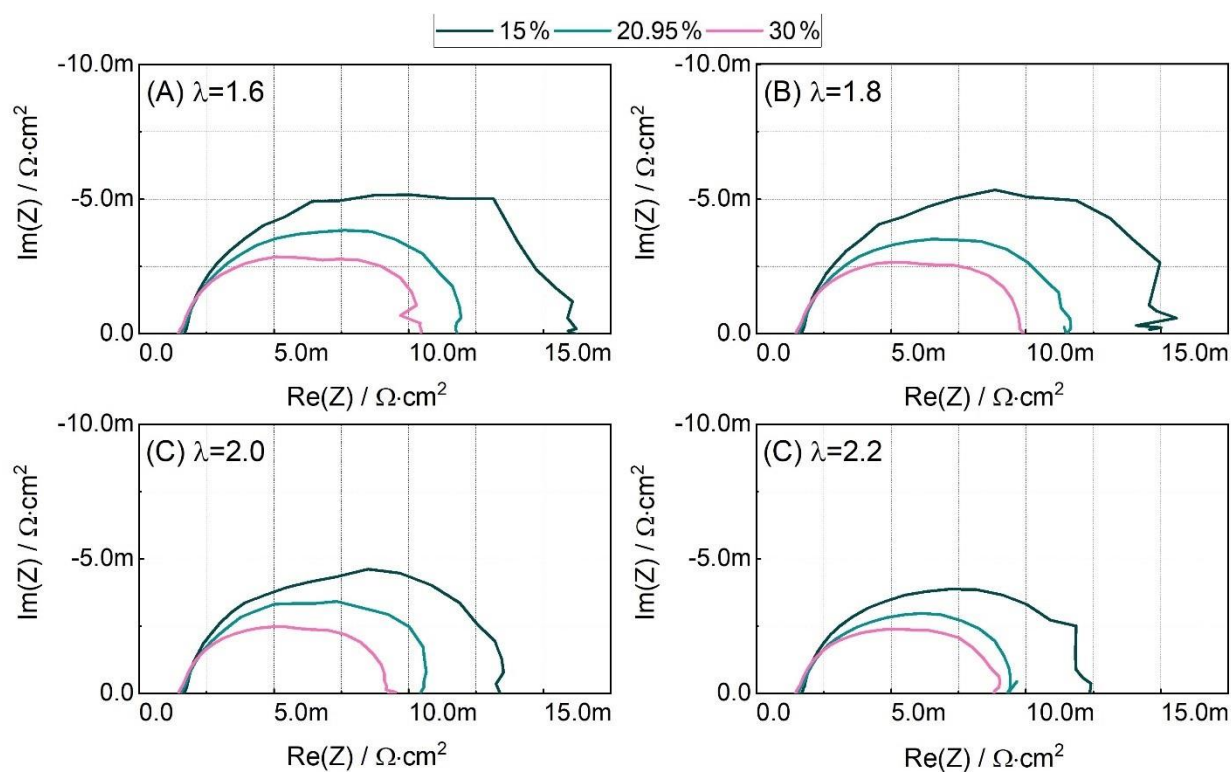 15% 20.95% 30%
-10.0m
(A) λ=1.6
-5.0m
0.0
Im(Z) / Ω·cm²
0.0 5.0m 10.0m 15.0m
Re(Z) / Ω·cm²
-10.0m
(B) λ=1.8
-5.0m
0.0
Im(Z) / Ω·cm²
0.0 5.0m 10.0m 15.0m
Re(Z) / Ω·cm²
-10.0m
(C) λ=2.0
-5.0m
0.0
Im(Z) / Ω·cm²
0.0 5.0m 10.0m 15.0m
Re(Z) / Ω·cm²
-10.0m
(C) λ=2.2
-5.0m
0.0
Im(Z) / Ω·cm²
0.0 5.0m 10.0m 15.0m
Re(Z) / Ω·cm²